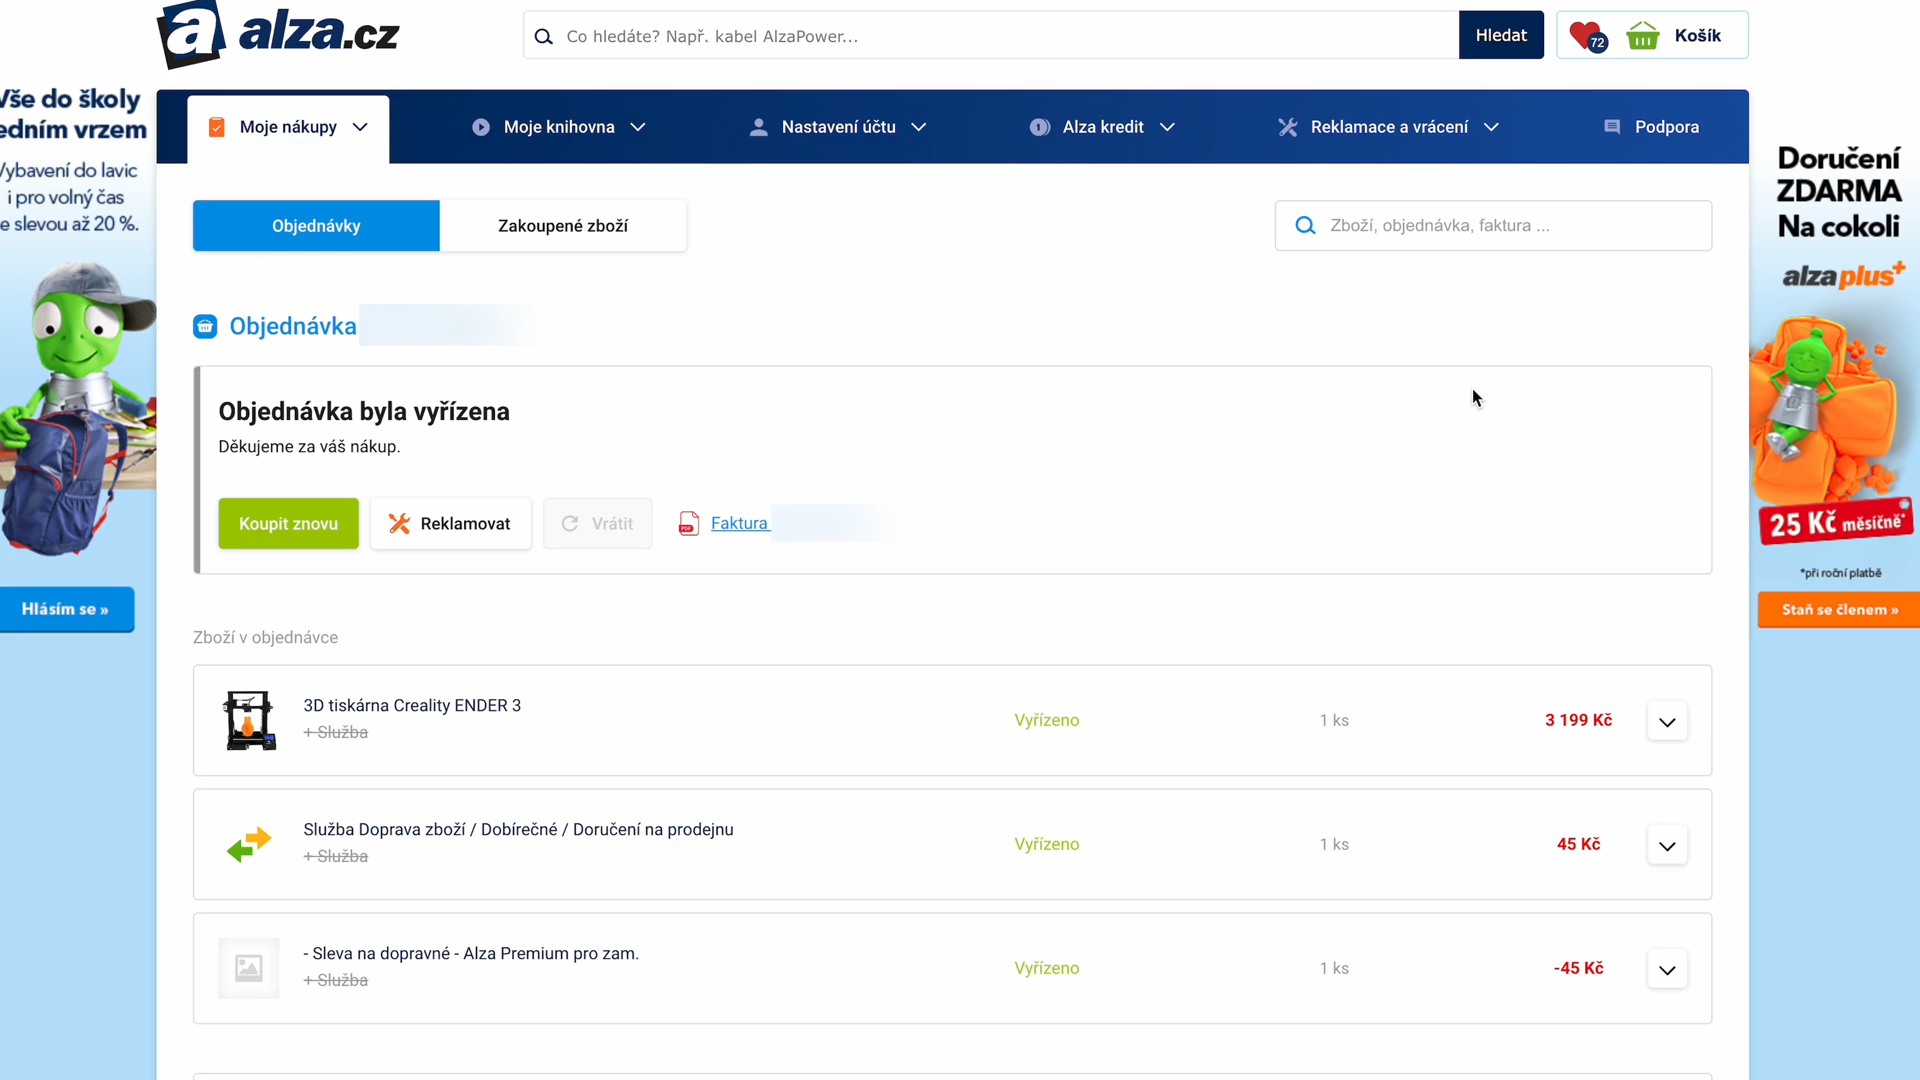 alza.cz
Co hledáte? Např. kabel AlzaPower...
Hledat
72
Košík
Moje nákupy
Moje knihovna
Nastavení účtu
Alza kredit
Reklamace a vrácení
Podpora
Vše do školy
edním vrzem
Vybavení do lavic
i pro volný čas
e slevou až 20 %.
Hlásím se »
Doručení
ZDARMA
Na cokoli
alzaplus+
25 Kč měsíčně*
*při roční platbě
Staň se členem »
Objednávky
Zakoupené zboží
Zboží, objednávka, faktura ...
Objednávka
Objednávka byla vyřízena
Děkujeme za váš nákup.
Koupit znovu
Reklamovat
Vrátit
PDF
Faktura
Zboží v objednávce
3D tiskárna Creality ENDER 3
+ Služba
Vyřízeno
1 ks
3 199 Kč
Služba Doprava zboží / Dobírečné / Doručení na prodejnu
+ Služba
Vyřízeno
1 ks
45 Kč
- Sleva na dopravné - Alza Premium pro zam.
+ Služba
Vyřízeno
1 ks
-45 Kč